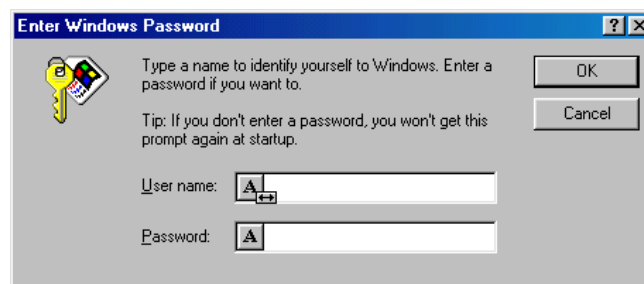 Enter Windows Password
Type a name to identify yourself to Windows. Enter a
password if you want to.
OK
Cancel
Tip: If you don't enter a password, you won't get this
prompt again at startup.
User name:
A
Password:
A